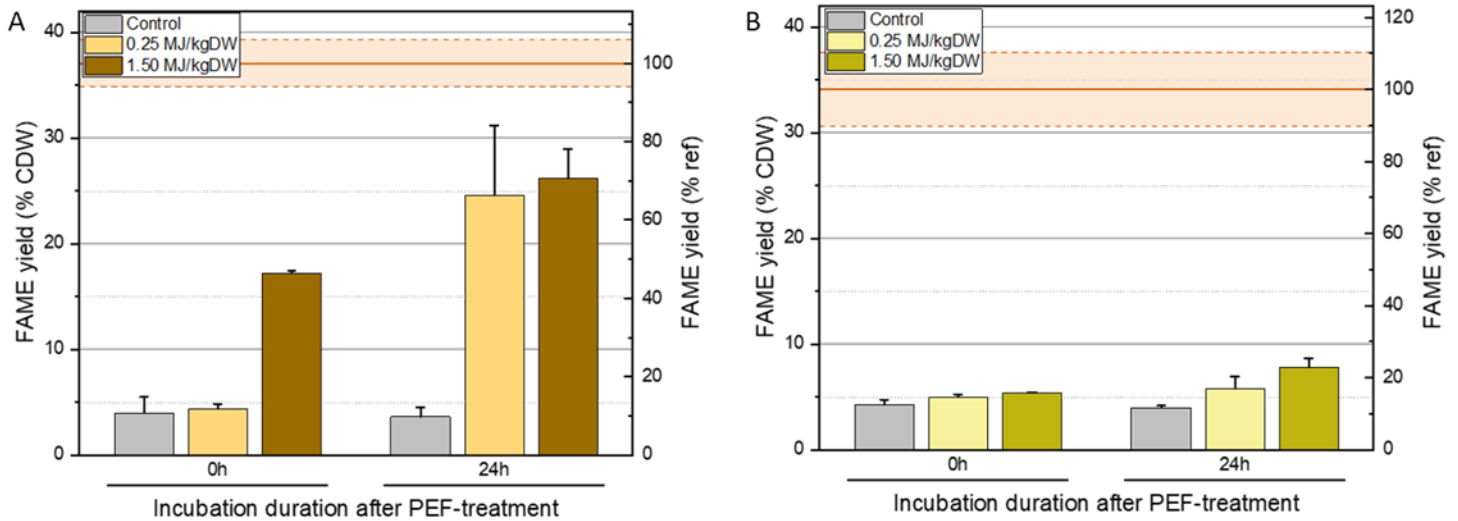 A
Control
0.25 MJ/kgDW
1.50 MJ/kgDW
FAME yield (% CDW)
40
30
20
10
0
FAME yield (% ref)
100
80
60
40
20
0
0h
24h
Incubation duration after PEF-treatment
B
Control
0.25 MJ/kgDW
1.50 MJ/kgDW
FAME yield (% CDW)
40
30
20
10
0
FAME yield (% ref)
120
100
80
60
40
20
0
0h
24h
Incubation duration after PEF-treatment